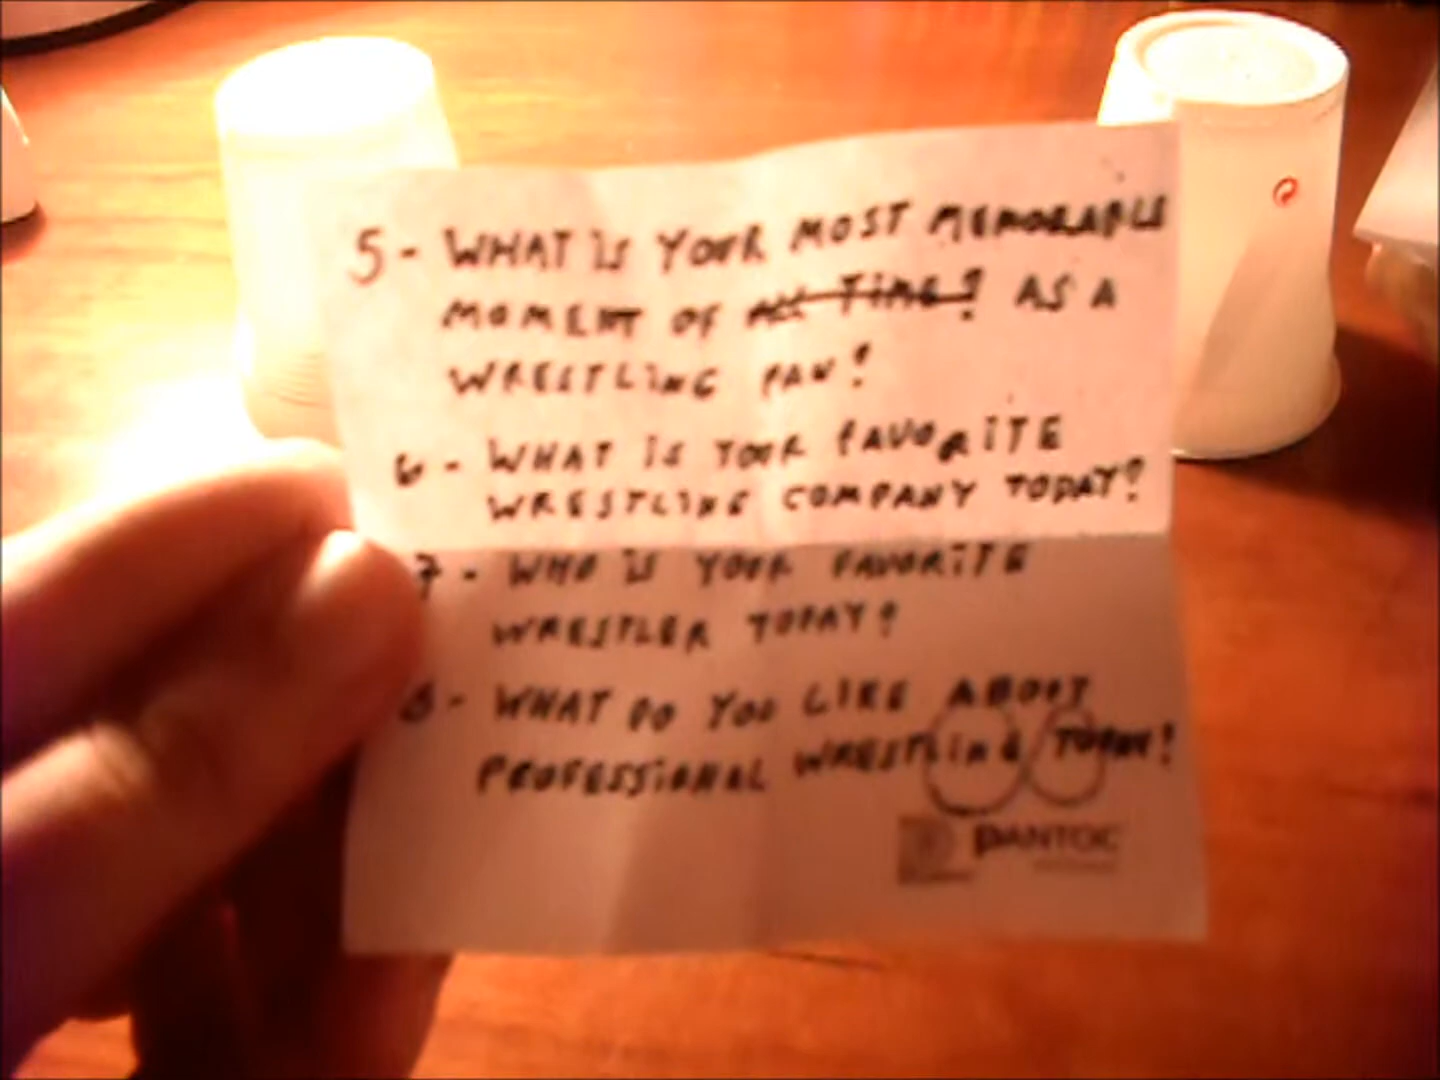 5- WHAT IS YOUR MOST MEMORABLE
MOMENT OF ALL TIME? AS A
WRESTLING FAN?
6- WHAT IS YOUR FAVORITE
WRESTLING COMPANY TODAY?
7- WHO IS YOUR FAVORITE
WRESTLER TODAY?
8- WHAT DO YOU LIKE ABOUT
PROFESSIONAL WRESTLING TODAY?
PANTOC